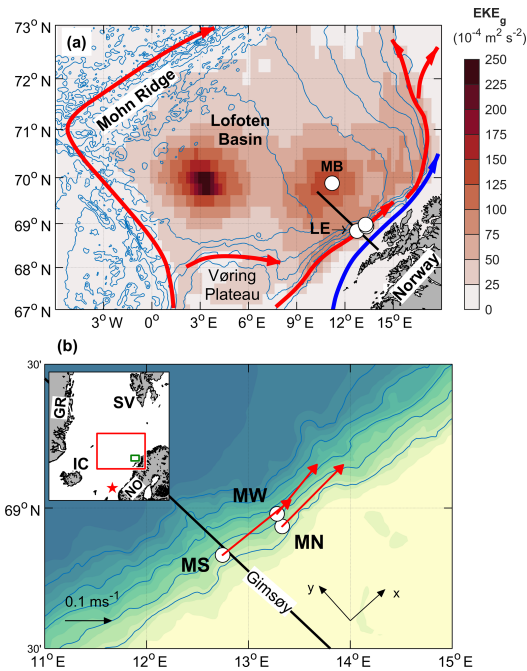 EKE_g
(10⁻⁴ m² s⁻²)
(a)
73° N
72° N
71° N
70° N
69° N
68° N
67° N
3° W
0°
3° E
6° E
9° E
12° E
15° E
Mohn Ridge
Lofoten
Basin
MB
LE
Vøring
Plateau
Norway
250
225
200
175
150
125
100
75
50
25
0
(b)
30'
69° N
30'
11° E
12° E
13° E
14° E
15° E
GR
SV
IC
NO
MW
MN
MS
Gimsøy
0.1 ms⁻¹
y
x